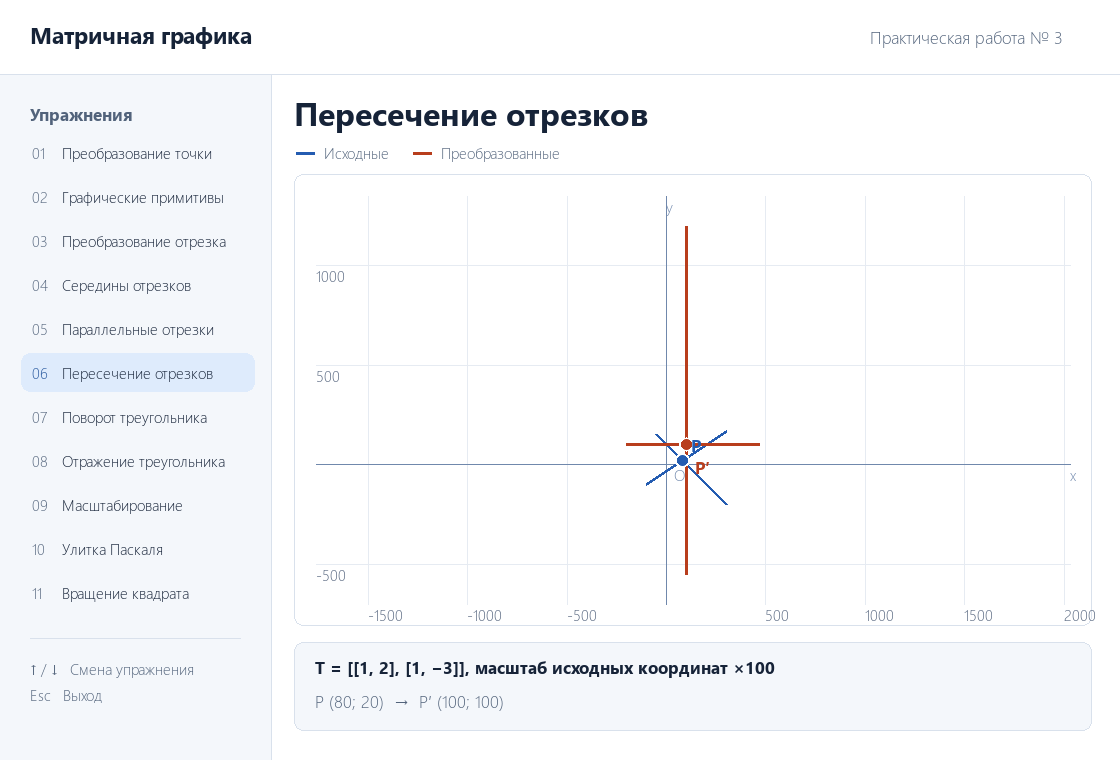 Матричная графика
Практическая работа № 3
Упражнения
01 Преобразование точки
02 Графические примитивы
03 Преобразование отрезка
04 Середины отрезков
05 Параллельные отрезки
06 Пересечение отрезков
07 Поворот треугольника
08 Отражение треугольника
09 Масштабирование
10 Улитка Паскаля
11 Вращение квадрата
↑ / ↓ Смена упражнения
Esc Выход
Пересечение отрезков
Исходные Преобразованные
y
1000
500
P
P′
O
x
-500
-1500 -1000 -500 500 1000 1500 2000
T = [[1, 2], [1, −3]], масштаб исходных координат ×100
P (80; 20) → P′ (100; 100)